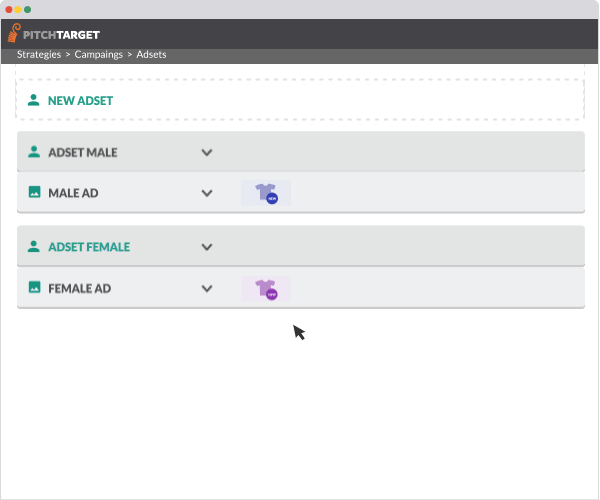 PITCHTARGET
Strategies > Campaings > Adsets
NEW ADSET
ADSET MALE
MALE AD
NEW
ADSET FEMALE
FEMALE AD
NEW